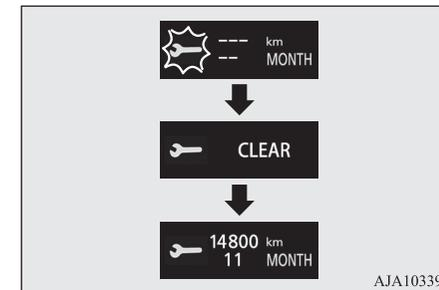 --- km
-- MONTH
CLEAR
14800 km
11 MONTH
AJA10339